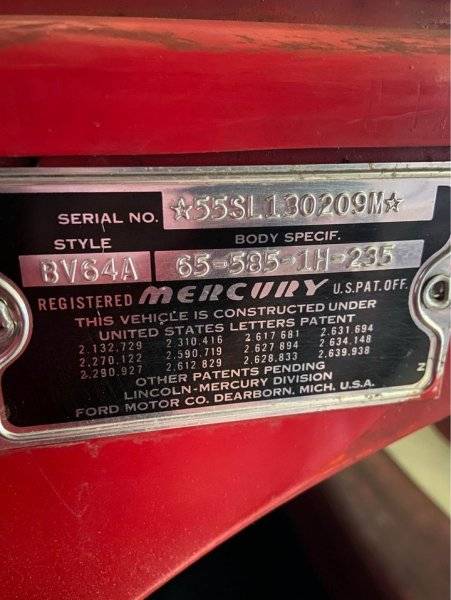 SERIAL NO. ☆55SL130209M☆
STYLE BODY SPECIF.
BV64A 65-585-1H-235
REGISTERED MERCURY U.S.PAT.OFF.
THIS VEHICLE IS CONSTRUCTED UNDER
UNITED STATES LETTERS PATENT
2.132.729 2.310.416 2.617.681 2.631.694
2.270.122 2.590.719 2.627.894 2.634.148
2.290.927 2.612.829 2.628.833 2.639.938
OTHER PATENTS PENDING
LINCOLN-MERCURY DIVISION
FORD MOTOR CO. DEARBORN, MICH. U.S.A.
N